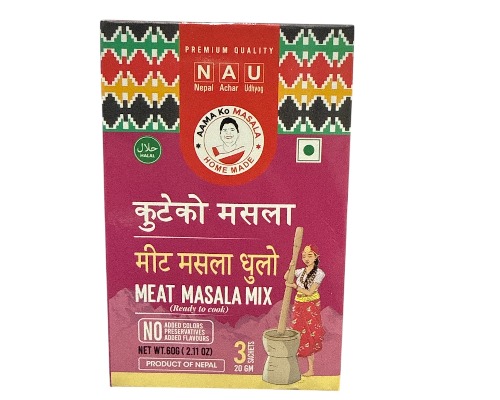 PREMIUM QUALITY
NAU
Nepal Achar Udhyog
AAMA Ko MASALA
HOME MADE
حلال
HALAL
कुटेको मसला
मीट मसला धुलो
MEAT MASALA MIX
(Ready to cook)
NO ADDED COLORS
PRESERVATIVES
ADDED FLAVOURS
NET WT.60G ( 2.11 OZ)
3 SACHETS
20 GM
PRODUCT OF NEPAL